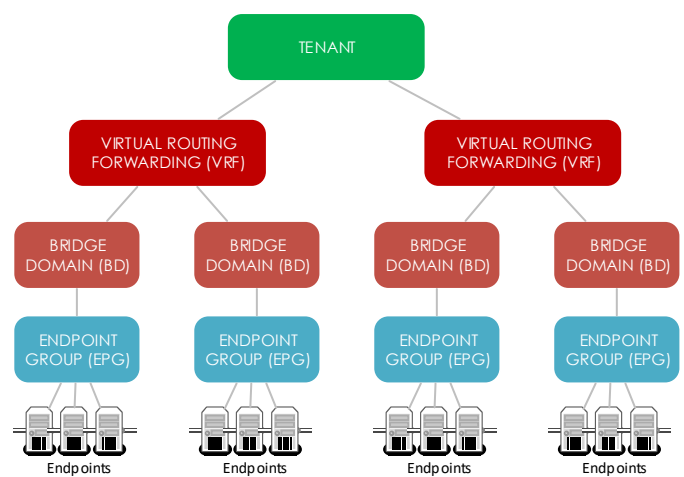 TENANT
VIRTUAL ROUTING
FORWARDING (VRF)
VIRTUAL ROUTING
FORWARDING (VRF)
BRIDGE
DOMAIN (BD)
BRIDGE
DOMAIN (BD)
BRIDGE
DOMAIN (BD)
BRIDGE
DOMAIN (BD)
ENDPOINT
GROUP (EPG)
ENDPOINT
GROUP (EPG)
ENDPOINT
GROUP (EPG)
ENDPOINT
GROUP (EPG)
Endpoints
Endpoints
Endpoints
Endpoints